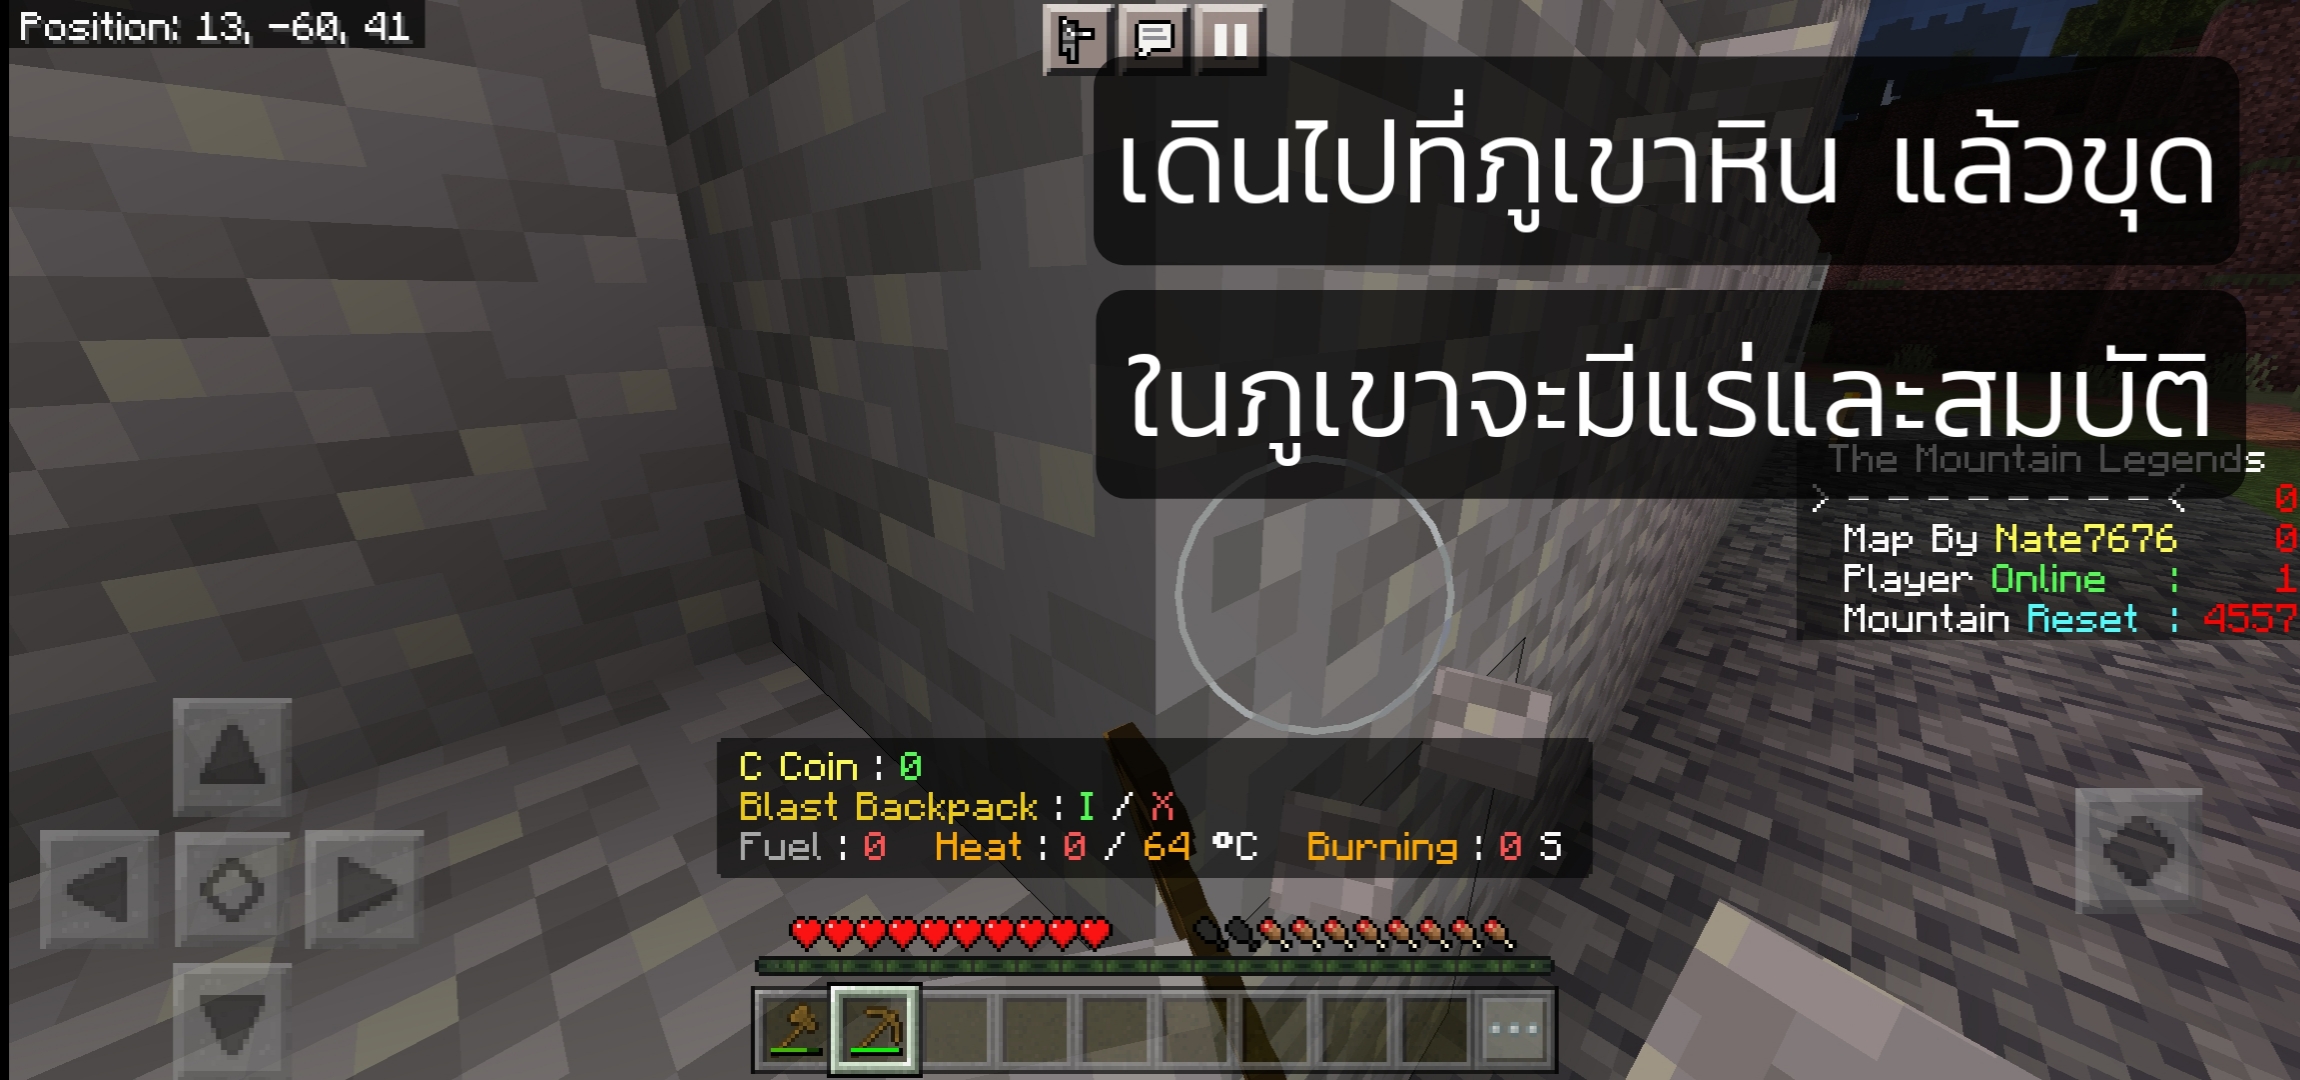 Position: 13, -60, 41
เดินไปที่ภูเขาหิน แล้วขุด
ในภูเขาจะมีแร่และสมบัติ
The Mountain Legends
> - - - - - - - - - < 0
Map By Nate7676 0
Player Online : 1
Mountain Reset : 4557
C Coin : 0
Blast Backpack : I / X
Fuel : 0 Heat : 0 / 64 ºC Burning : 0 S